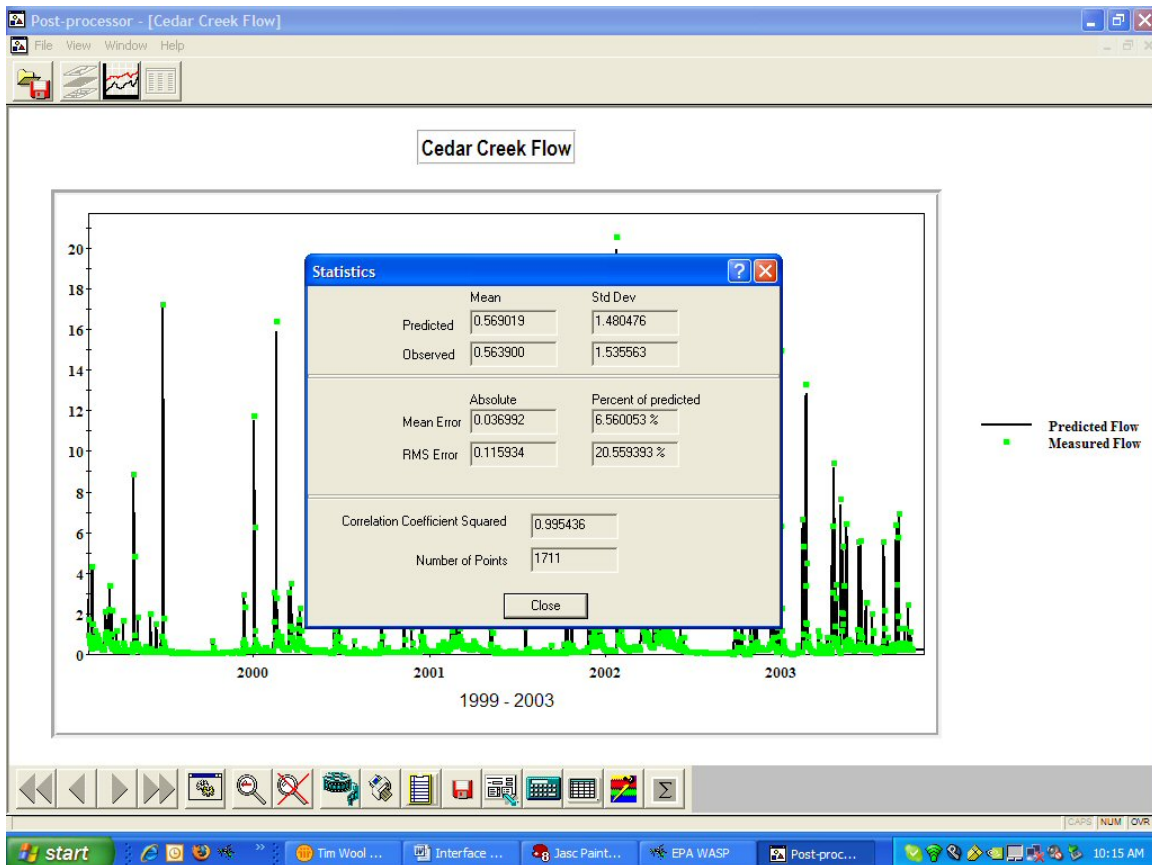 Post-processor - [Cedar Creek Flow]
File View Window Help
Cedar Creek Flow
20
18
16
14
12
10
8
6
4
2
0
2000 2001 2002 2003
1999 - 2003
Predicted Flow
Measured Flow
Statistics
Mean Std Dev
Predicted 0.569019 1.480476
Observed 0.563900 1.535563
Absolute Percent of predicted
Mean Error 0.036992 6.560053 %
RMS Error 0.115934 20.559393 %
Correlation Coefficient Squared 0.995436
Number of Points 1711
Close
CAPS NUM OVR
start Tim Wool ... Interface ... Jasc Paint... EPA WASP Post-proc... 10:15 AM